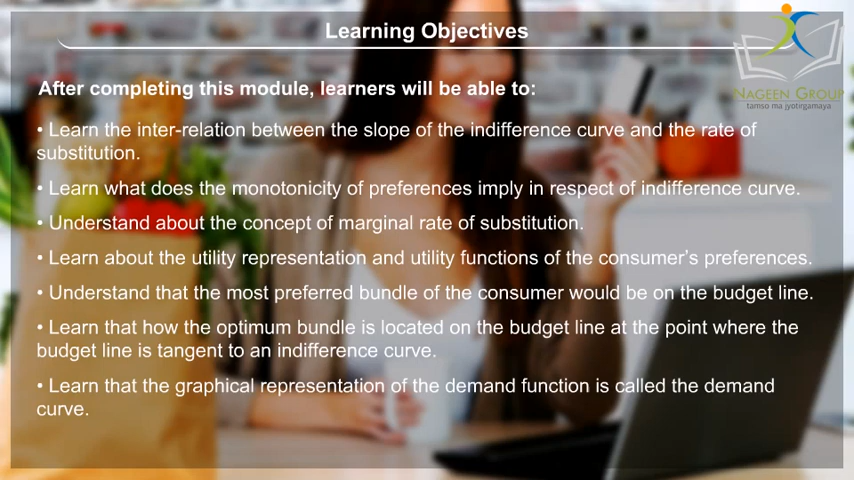 Learning Objectives
NAGEEN GROUP
tamso ma jyotirgamaya
After completing this module, learners will be able to:
• Learn the inter-relation between the slope of the indifference curve and the rate of
substitution.
• Learn what does the monotonicity of preferences imply in respect of indifference curve.
• Understand about the concept of marginal rate of substitution.
• Learn about the utility representation and utility functions of the consumer's preferences.
• Understand that the most preferred bundle of the consumer would be on the budget line.
• Learn that how the optimum bundle is located on the budget line at the point where the
budget line is tangent to an indifference curve.
• Learn that the graphical representation of the demand function is called the demand
curve.